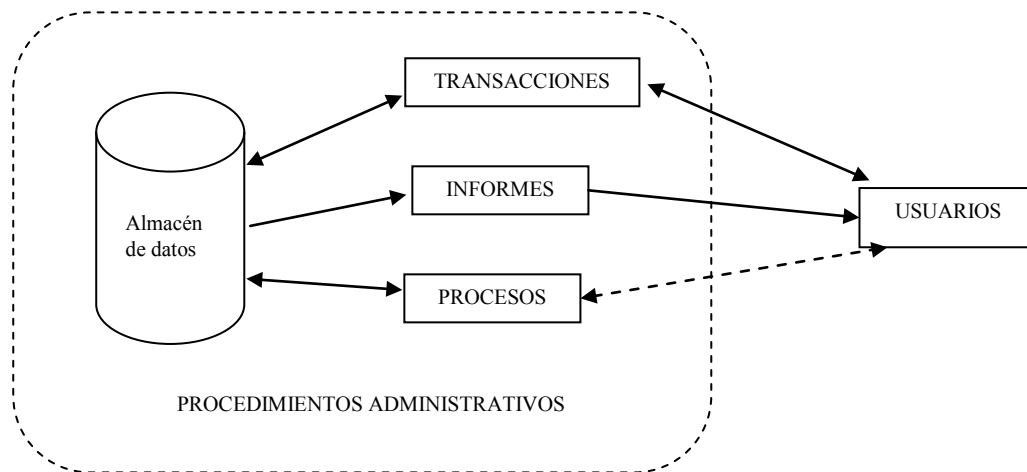 TRANSACCIONES
INFORMES
USUARIOS
Almacén
de datos
PROCESOS
PROCEDIMIENTOS ADMINISTRATIVOS